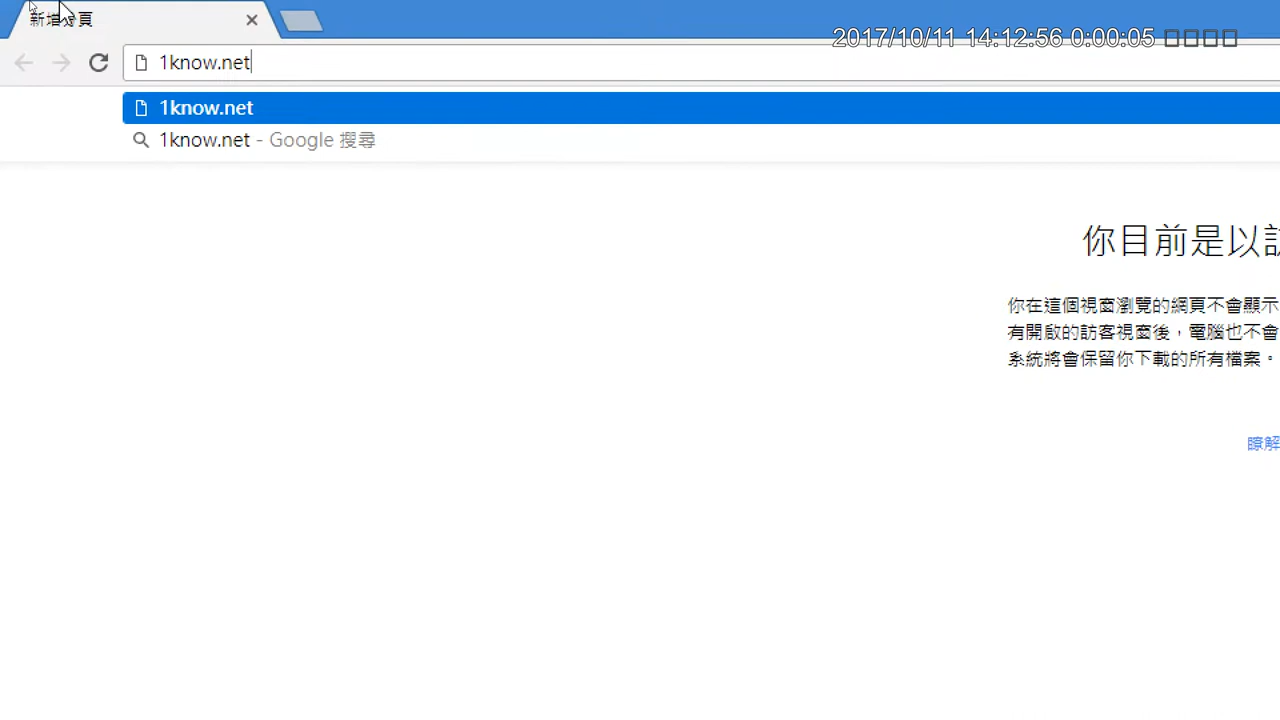 新增分頁
2017/10/11 14:12:56 0:00:05
1know.net
1know.net
1know.net - Google 搜尋
你目前是以訪
你在這個視窗瀏覽的網頁不會顯示
有開啟的訪客視窗後，電腦也不會
系統將會保留你下載的所有檔案。
瞭解